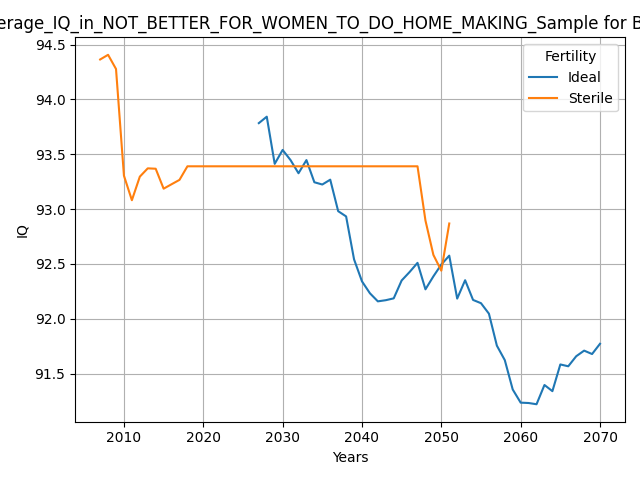 erage_IQ_in_NOT_BETTER_FOR_WOMEN_TO_DO_HOME_MAKING_Sample for B
94.5
94.0
93.5
93.0
92.5
92.0
91.5
IQ
Fertility
Ideal
Sterile
2010 2020 2030 2040 2050 2060 2070
Years